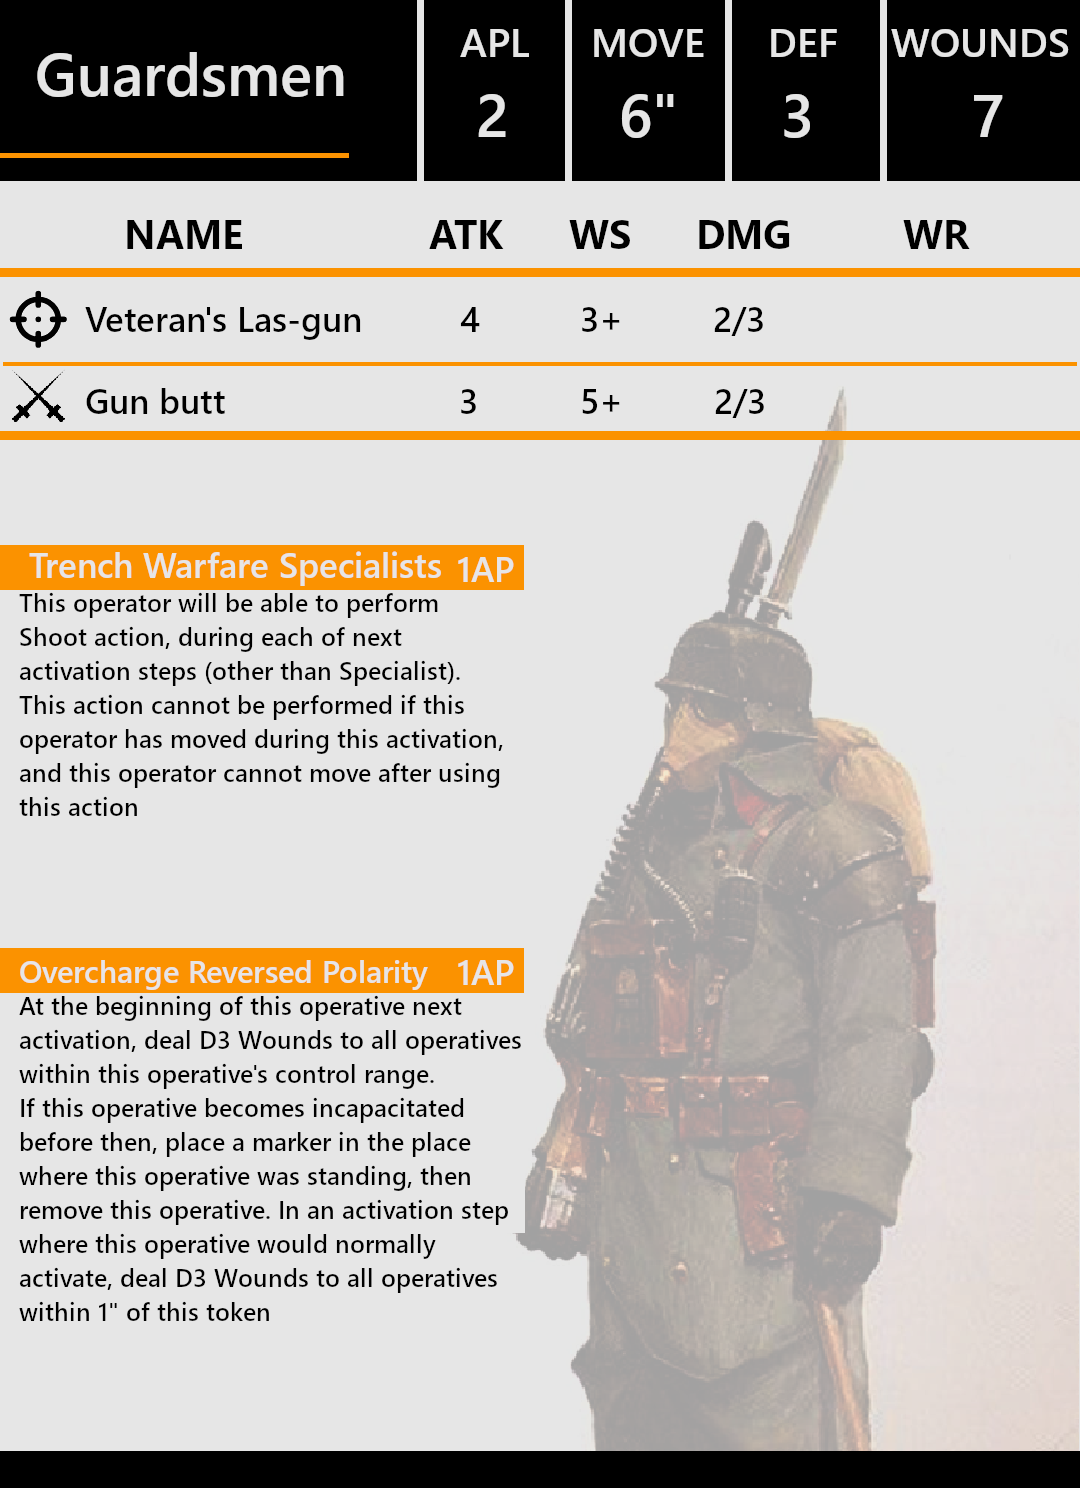 Guardsmen
APL MOVE DEF WOUNDS
2 6" 3 7
NAME ATK WS DMG WR
Veteran's Las-gun 4 3+ 2/3
Gun butt 3 5+ 2/3
Trench Warfare Specialists 1AP
This operator will be able to perform
Shoot action, during each of next
activation steps (other than Specialist).
This action cannot be performed if this
operator has moved during this activation,
and this operator cannot move after using
this action
Overcharge Reversed Polarity 1AP
At the beginning of this operative next
activation, deal D3 Wounds to all operatives
within this operative's control range.
If this operative becomes incapacitated
before then, place a marker in the place
where this operative was standing, then
remove this operative. In an activation step
where this operative would normally
activate, deal D3 Wounds to all operatives
within 1" of this token